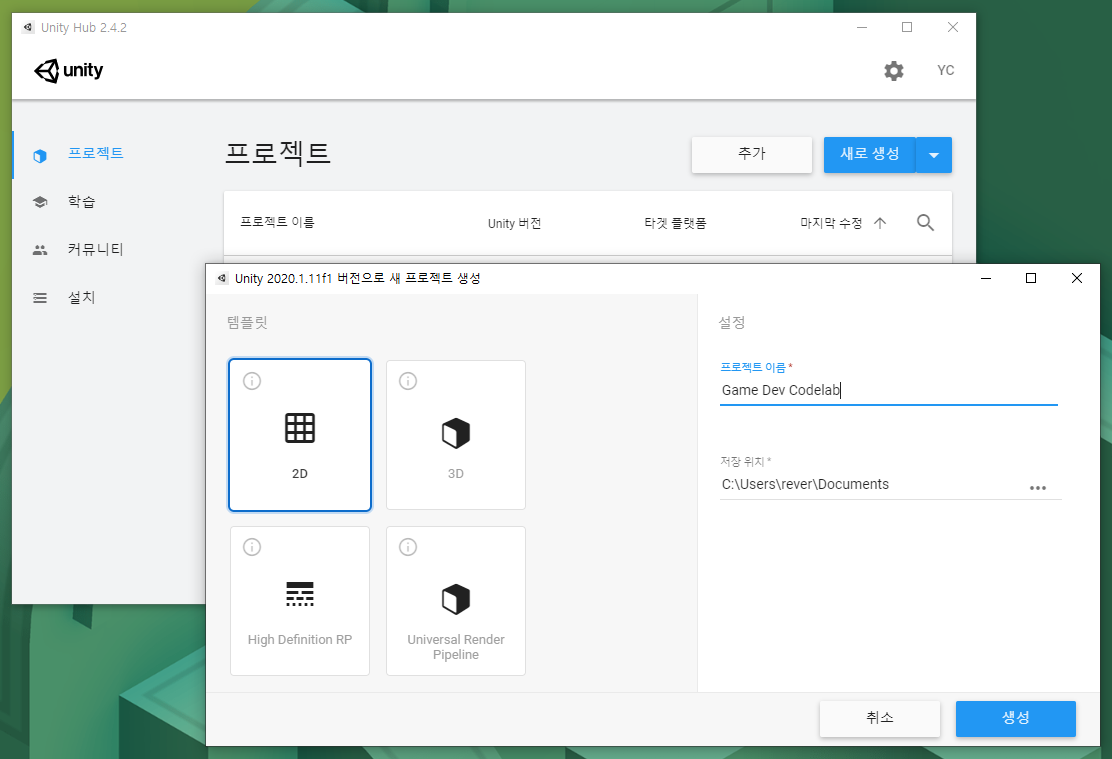 Unity Hub 2.4.2
unity
YC
프로젝트
학습
커뮤니티
설치
프로젝트
추가
새로 생성
프로젝트 이름 Unity 버전 타겟 플랫폼 마지막 수정
Unity 2020.1.11f1 버전으로 새 프로젝트 생성
템플릿
2D
3D
High Definition RP
Universal Render
Pipeline
설정
프로젝트 이름 *
Game Dev Codelab
저장 위치 *
C:\Users\rever\Documents
취소
생성